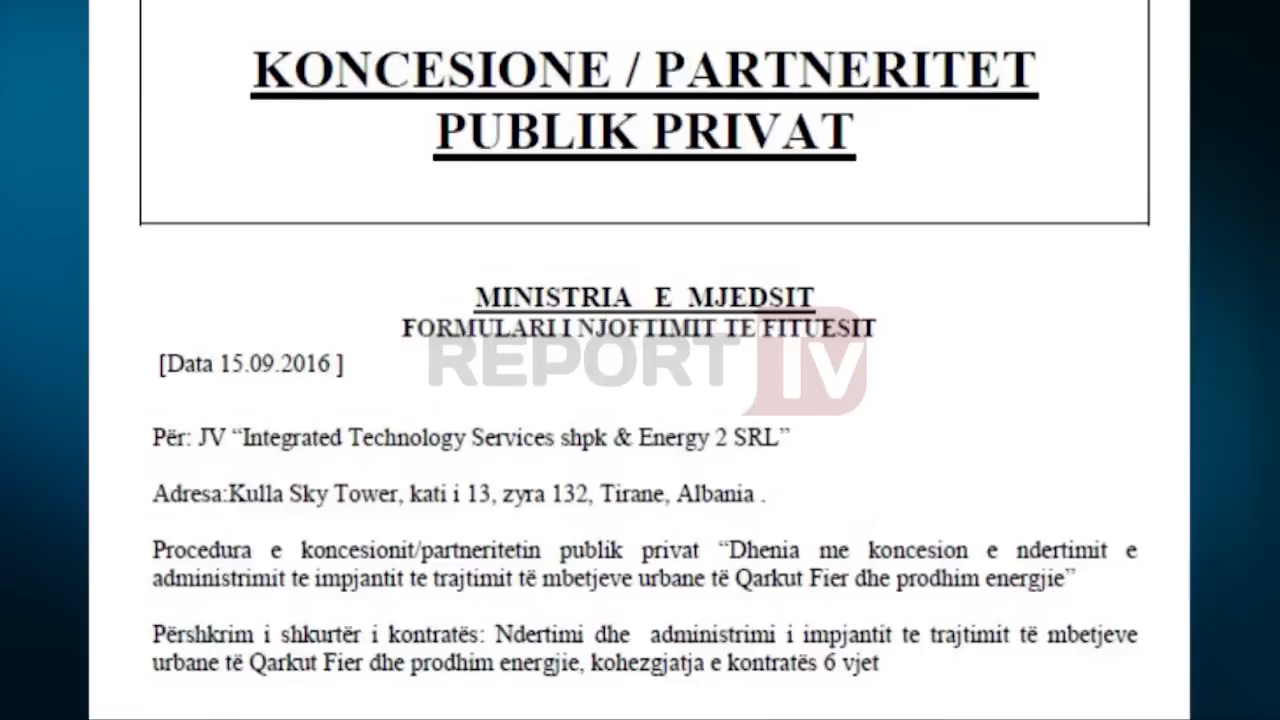 KONCESIONE / PARTNERITET
PUBLIK PRIVAT
MINISTRIA E MJEDSIT
FORMULARI I NJOFTIMIT TE FITUESIT
REPORT TV
[Data 15.09.2016 ]
Për: JV “Integrated Technology Services shpk & Energy 2 SRL”
Adresa:Kulla Sky Tower, kati i 13, zyra 132, Tirane, Albania .
Procedura e koncesionit/partneritetin publik privat “Dhenia me koncesion e ndertimit e
administrimit te impjantit te trajtimit të mbetjeve urbane të Qarkut Fier dhe prodhim energjie”
Përshkrim i shkurtër i kontratës: Ndertimi dhe administrimi i impjantit te trajtimit të mbetjeve
urbane të Qarkut Fier dhe prodhim energjie, kohezgjatja e kontratës 6 vjet